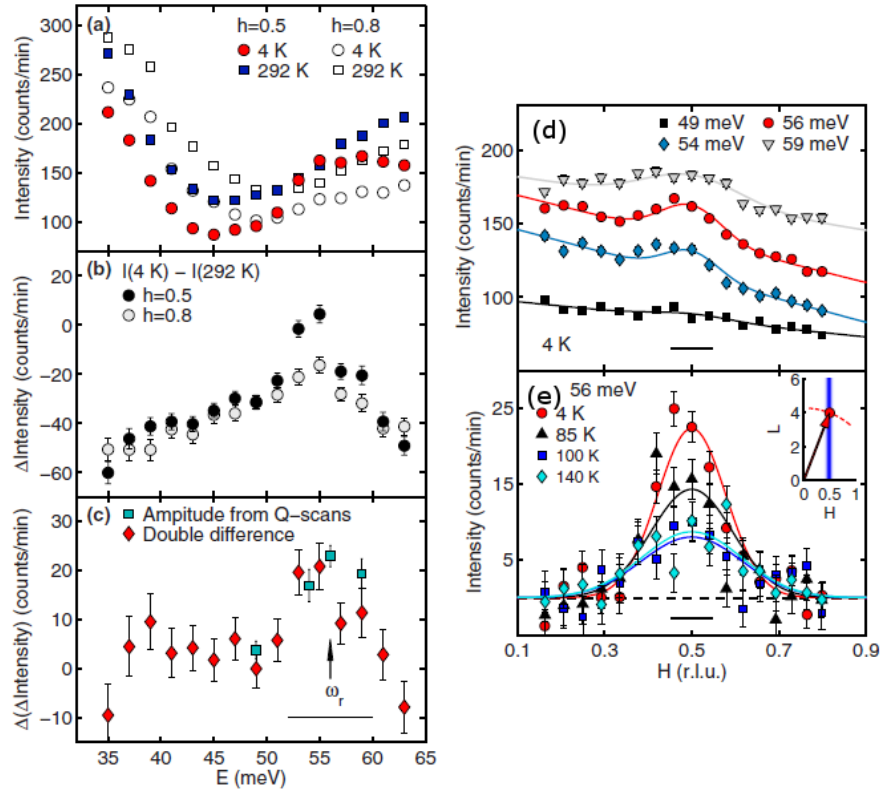 (a)
h=0.5 h=0.8
4 K 4 K
292 K 292 K
Intensity (counts/min)
300
250
200
150
100
(b) I(4 K) − I(292 K)
h=0.5
h=0.8
ΔIntensity (counts/min)
20
0
−20
−40
−60
(c) Amplitude from Q-scans
Double difference
Δ(ΔIntensity) (counts/min)
30
20
10
0
−10
ωr
35 40 45 50 55 60 65
E (meV)
(d)
49 meV 56 meV
54 meV 59 meV
Intensity (counts/min)
200
150
100
4 K
(e) 56 meV
4 K
85 K
100 K
140 K
Intensity (counts/min)
25
15
5
6
4
2
0
L
0 0.5 1
H
0.1 0.3 0.5 0.7 0.9
H (r.l.u.)